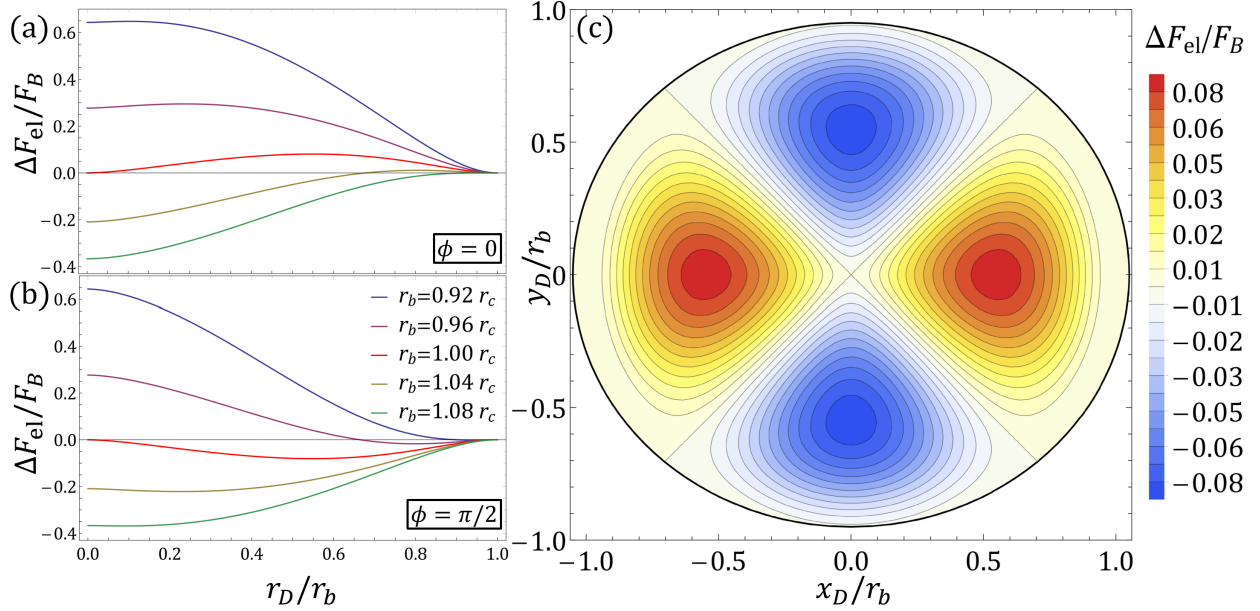 (a)
ΔF_el/F_B
0.6
0.4
0.2
0.0
−0.2
−0.4
ϕ = 0
(b)
ΔF_el/F_B
0.6
0.4
0.2
0.0
−0.2
−0.4
r_b=0.92 r_c
r_b=0.96 r_c
r_b=1.00 r_c
r_b=1.04 r_c
r_b=1.08 r_c
ϕ = π/2
0.0 0.2 0.4 0.6 0.8 1.0
r_D/r_b
(c)
y_D/r_b
1.0
0.5
0
-0.5
-1.0
−1.0 −0.5 0.0 0.5 1.0
x_D/r_b
ΔF_el/F_B
0.08
0.06
0.05
0.03
0.02
0.01
−0.01
−0.02
−0.03
−0.05
−0.06
−0.08